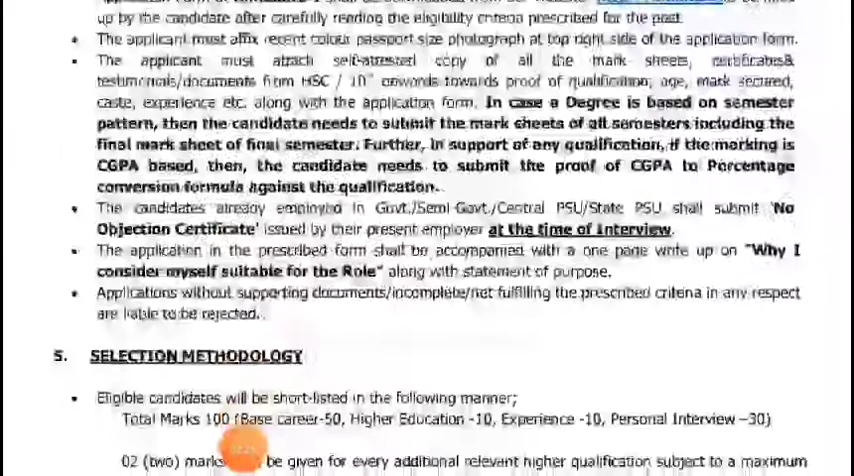 up by the candidate after carefully reading the eligibility criteria prescribed for the post.
• The applicant must affix recent colour passport size photograph at top right side of the application form.
• The applicant must attach self-attested copy of all the mark sheets, certificates&
testimonials/documents from HSC / 10th onwards towards proof of qualification, age, mark secured,
caste, experience etc. along with the application form. In case a Degree is based on semester
pattern, then the candidate needs to submit the mark sheets of all semesters including the
final mark sheet of final semester. Further, in support of any qualification, if the marking is
CGPA based, then, the candidate needs to submit the proof of CGPA to Percentage
conversion formula against the qualification.
• The candidates already employed in Govt./Semi-Govt./Central PSU/State PSU shall submit 'No
Objection Certificate' issued by their present employer at the time of Interview.
• The application in the prescribed form shall be accompanied with a one page write up on "Why I
consider myself suitable for the Role" along with statement of purpose.
• Applications without supporting documents/incomplete/not fulfilling the prescribed criteria in any respect
are liable to be rejected.
5. SELECTION METHODOLOGY
• Eligible candidates will be short-listed in the following manner;
Total Marks 100 (Base career-50, Higher Education -10, Experience -10, Personal Interview –30)
02 (two) marks be given for every additional relevant higher qualification subject to a maximum